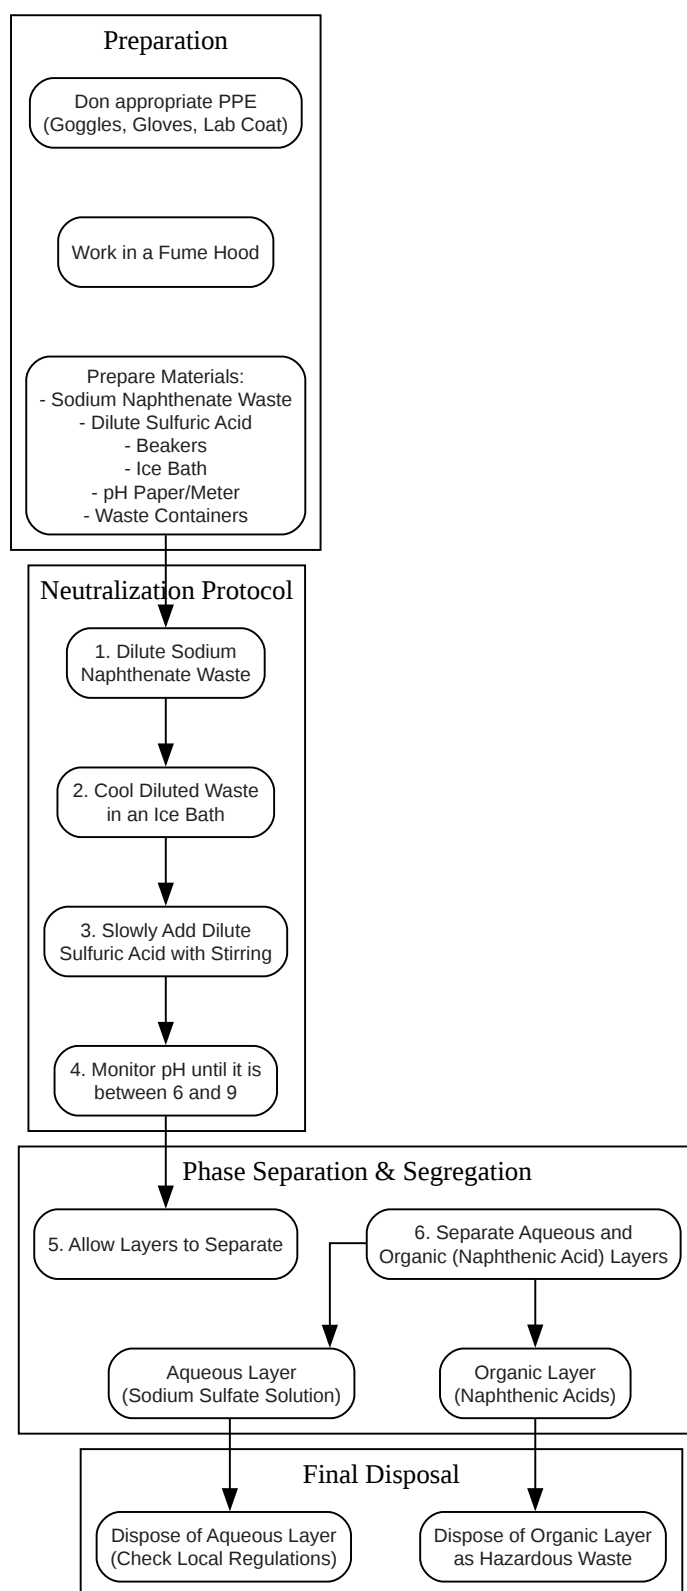 Preparation
Don appropriate PPE
(Goggles, Gloves, Lab Coat)
Work in a Fume Hood
Prepare Materials:
- Sodium Naphthenate Waste
- Dilute Sulfuric Acid
- Beakers
- Ice Bath
- pH Paper/Meter
- Waste Containers
Neutralization Protocol
1. Dilute Sodium
Naphthenate Waste
2. Cool Diluted Waste
in an Ice Bath
3. Slowly Add Dilute
Sulfuric Acid with Stirring
4. Monitor pH until it is
between 6 and 9
Phase Separation & Segregation
5. Allow Layers to Separate
6. Separate Aqueous and
Organic (Naphthenic Acid) Layers
Aqueous Layer
(Sodium Sulfate Solution)
Organic Layer
(Naphthenic Acids)
Final Disposal
Dispose of Aqueous Layer
(Check Local Regulations)
Dispose of Organic Layer
as Hazardous Waste